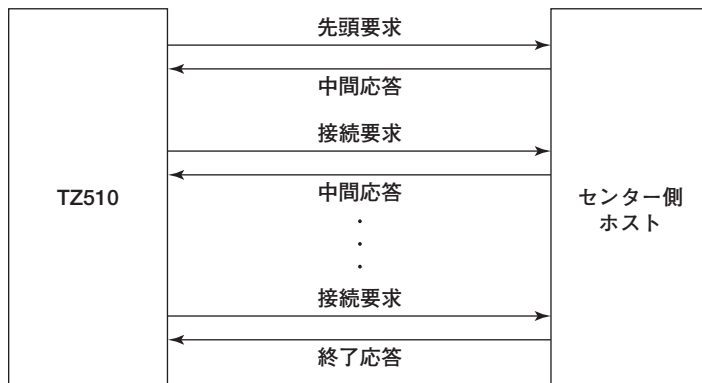 先頭要求
中間応答
接続要求
TZ510
中間応答
センター側
ホスト
・
・
・
接続要求
終了応答